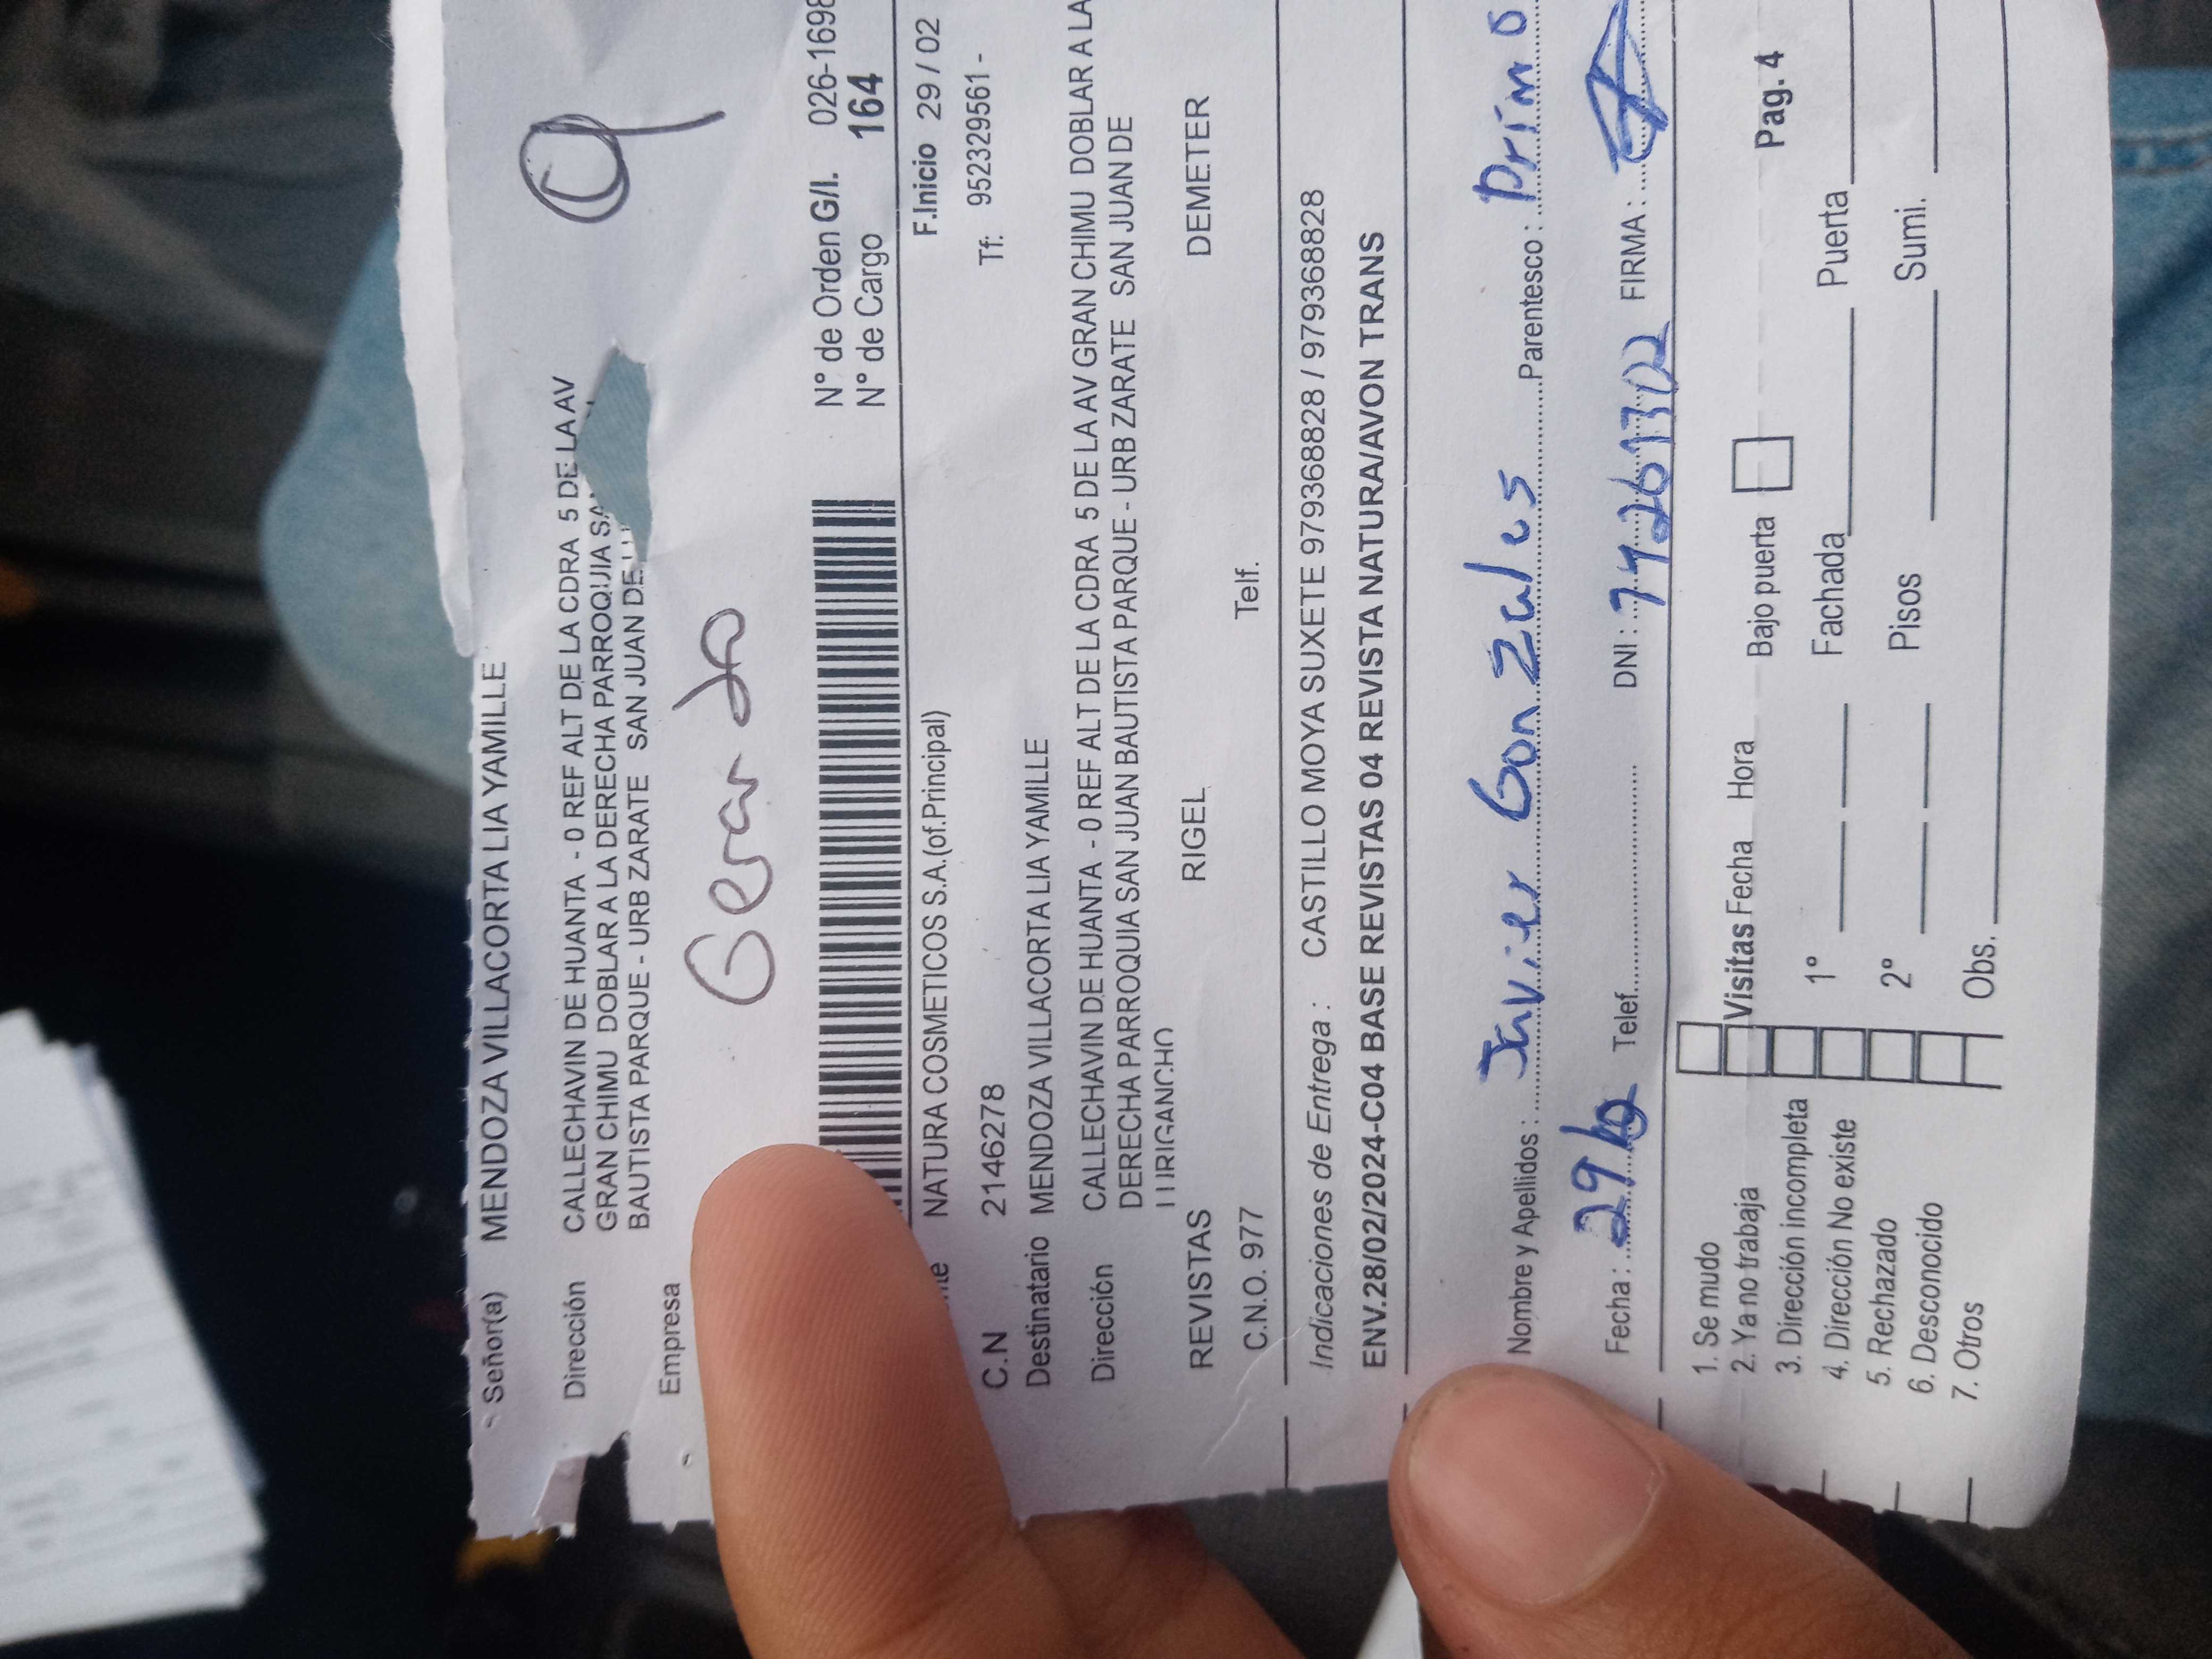 Señor(a) MENDOZA VILLACORTA LIA YAMILLE
Dirección CALLECHAVIN DE HUANTA - 0 REF ALT DE LA CDRA 5 DE LA AV
GRAN CHIMU DOBLAR A LA DERECHA PARROQUIA
BAUTISTA PARQUE - URB ZARATE SAN JUAN DE
Empresa
Gerardo
N° de Orden G/I. 026-1698
N° de Cargo 164
NATURA COSMETICOS S.A.(of.Principal) F.Inicio 29 / 02
C.N 2146278 Tf: 952329561 -
Destinatario MENDOZA VILLACORTA LIA YAMILLE
Dirección CALLECHAVIN DE HUANTA - 0 REF ALT DE LA CDRA 5 DE LA AV GRAN CHIMU DOBLAR A LA
DERECHA PARROQUIA SAN JUAN BAUTISTA PARQUE - URB ZARATE SAN JUAN DE
LURIGANCHO
REVISTAS RIGEL DEMETER
C.N.O. 977 Telf.
Indicaciones de Entrega : CASTILLO MOYA SUXETE 979368828 / 979368828
ENV.28/02/2024-C04 BASE REVISTAS 04 REVISTA NATURA/AVON TRANS
Nombre y Apellidos : Javier Gonzales Parentesco : Primo
Fecha : 29/02 Telef. DNI : FIRMA :
1. Se mudo
2. Ya no trabaja
3. Dirección incompleta
4. Dirección No existe
5. Rechazado
6. Desconocido
7. Otros
Visitas Fecha Hora Bajo puerta Pag. 4
1° Fachada Puerta
2° Pisos Sumi.
Obs.